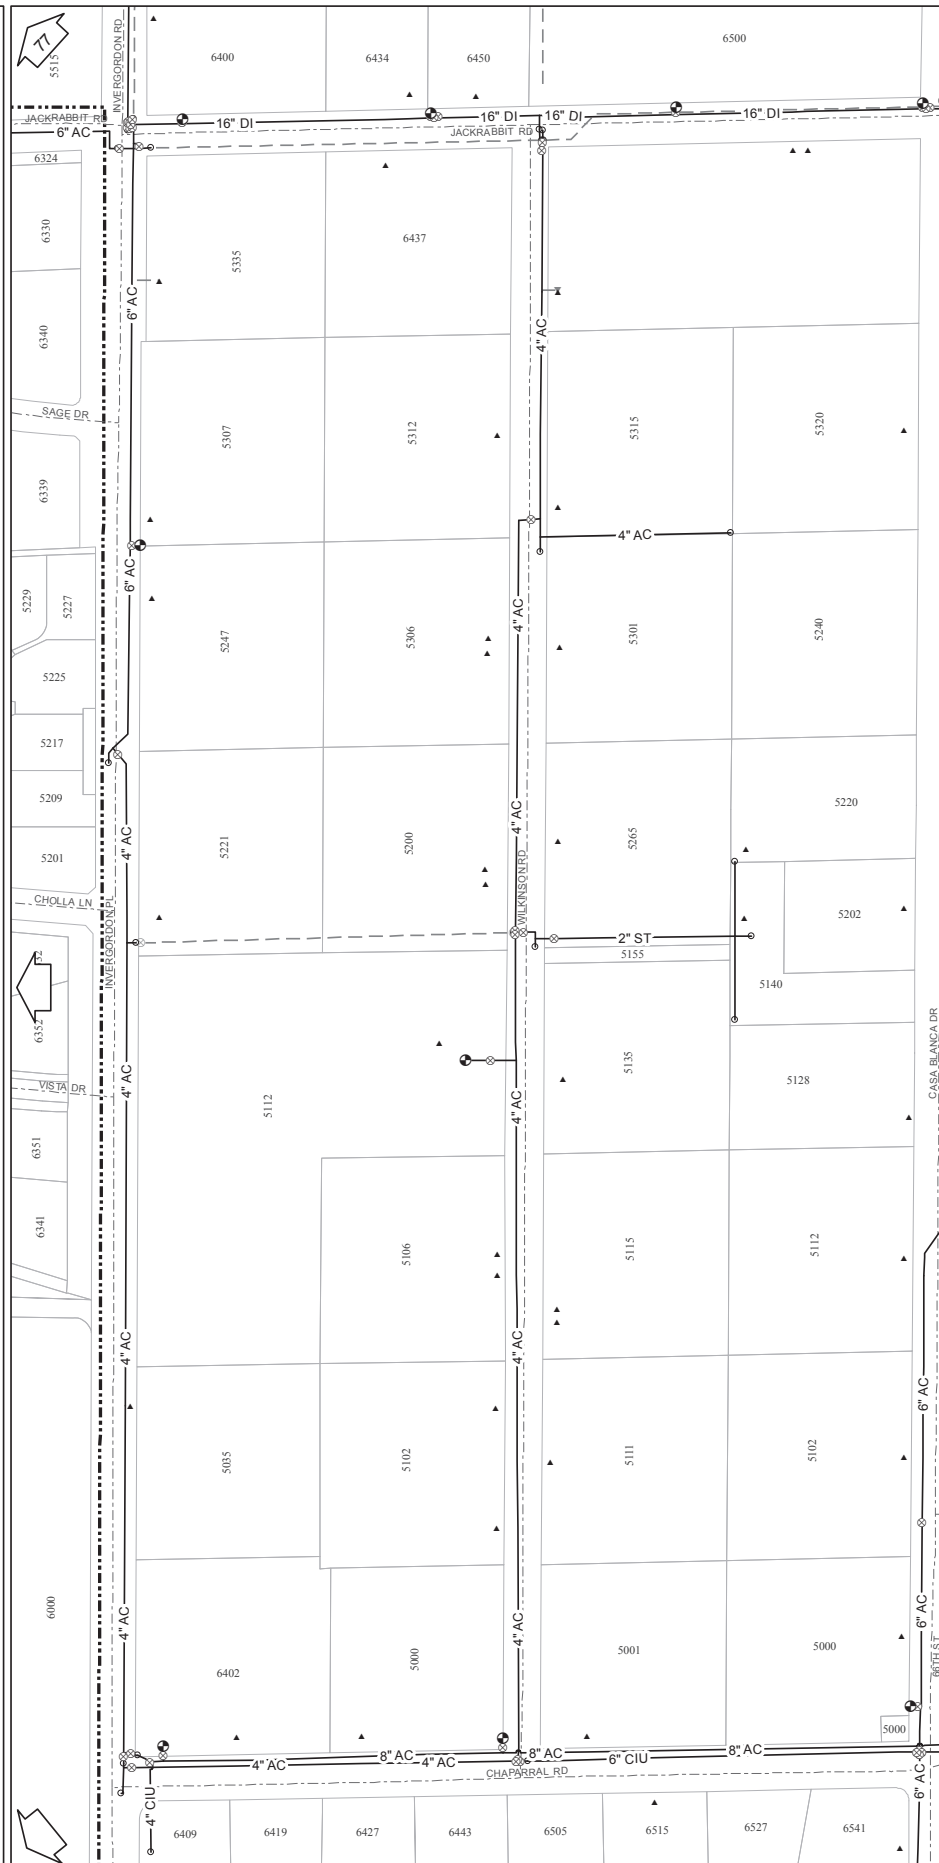 77
5515
INVERGORDON RD
6400
6434
6450
6500
JACKRABBIT RD
6" AC
16" DI
16" DI
16" DI
16" DI
JACKRABBIT RD
6324
6330
5335
6437
6" AC
4" AC
6340
SAGE DR
5307
5312
5315
5320
6339
4" AC
6" AC
5229
5227
5247
5306
4" AC
5301
5240
5225
5217
5209
5201
4" AC
5221
5200
4" AC
5265
5220
CHOLLA LN
INVERGORDON PL
WILKINSON RD
5202
2" ST
5155
5140
6352
VISTA DR
4" AC
5112
4" AC
5135
5128
CASA BLANCA DR
6351
6341
5106
5115
5112
4" AC
4" AC
6" AC
5035
5102
5111
5102
6000
4" AC
6402
5000
4" AC
5001
5000
6" AC
66TH ST
5000
8" AC
8" AC
8" AC
4" AC
4" AC
6" CIU
CHAPARRAL RD
4" CIU
6" AC
6409
6419
6427
6443
6505
6515
6527
6541